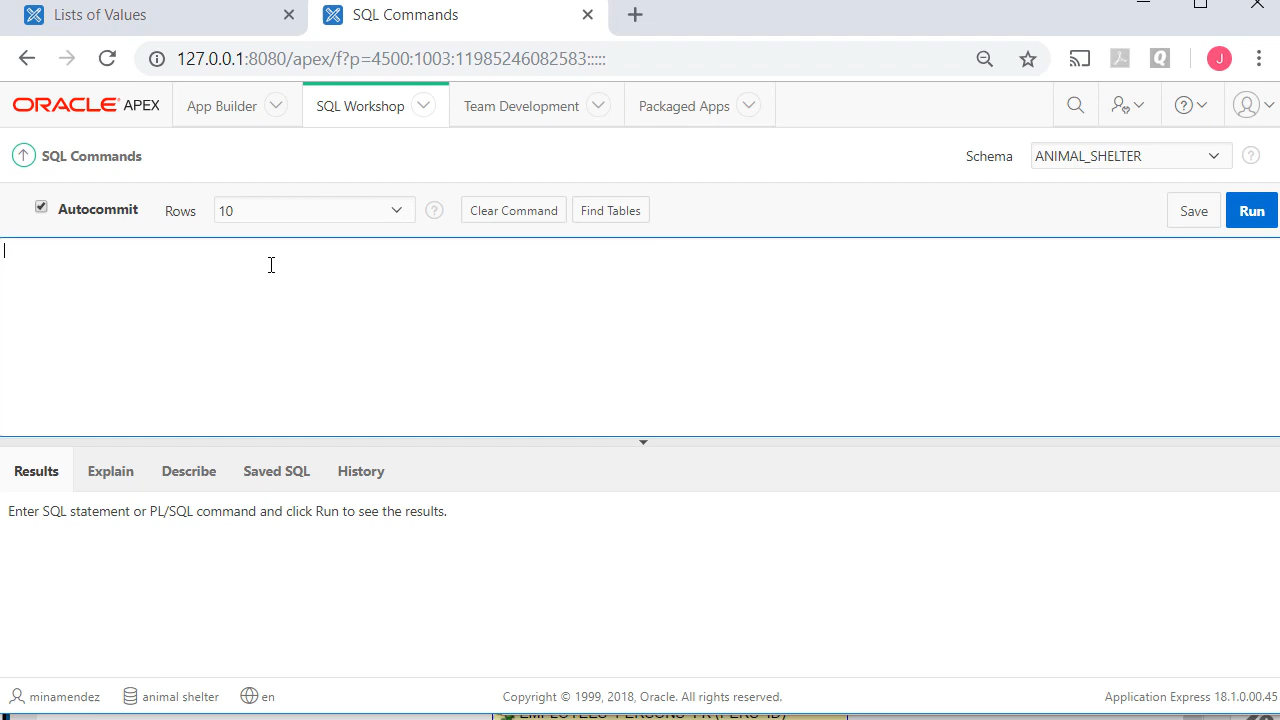 Lists of Values
SQL Commands
127.0.0.1:8080/apex/f?p=4500:1003:11985246082583:::::
J
ORACLE APEX
App Builder
SQL Workshop
Team Development
Packaged Apps
SQL Commands
Schema
ANIMAL_SHELTER
Autocommit
Rows
10
Clear Command
Find Tables
Save
Run
Results
Explain
Describe
Saved SQL
History
Enter SQL statement or PL/SQL command and click Run to see the results.
minamendez
animal shelter
en
Copyright © 1999, 2018, Oracle. All rights reserved.
Application Express 18.1.0.00.45